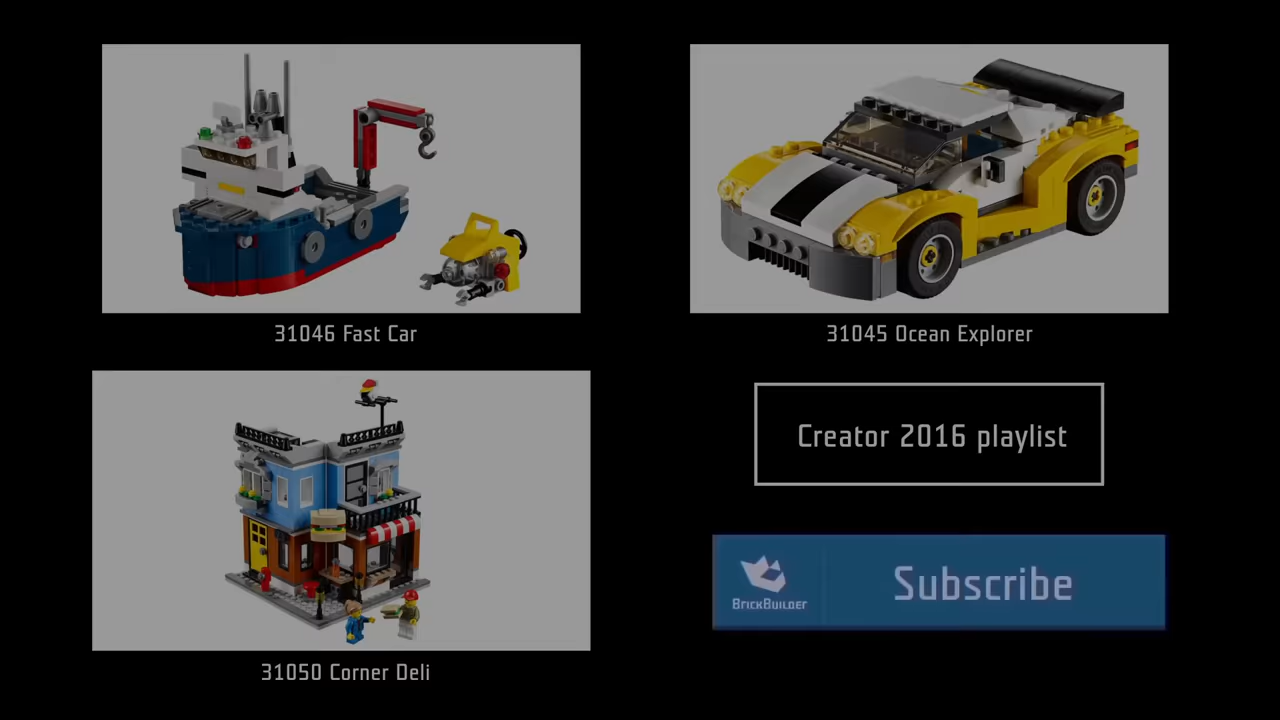 31046 Fast Car
31045 Ocean Explorer
Creator 2016 playlist
BrickBuilder
Subscribe
31050 Corner Deli